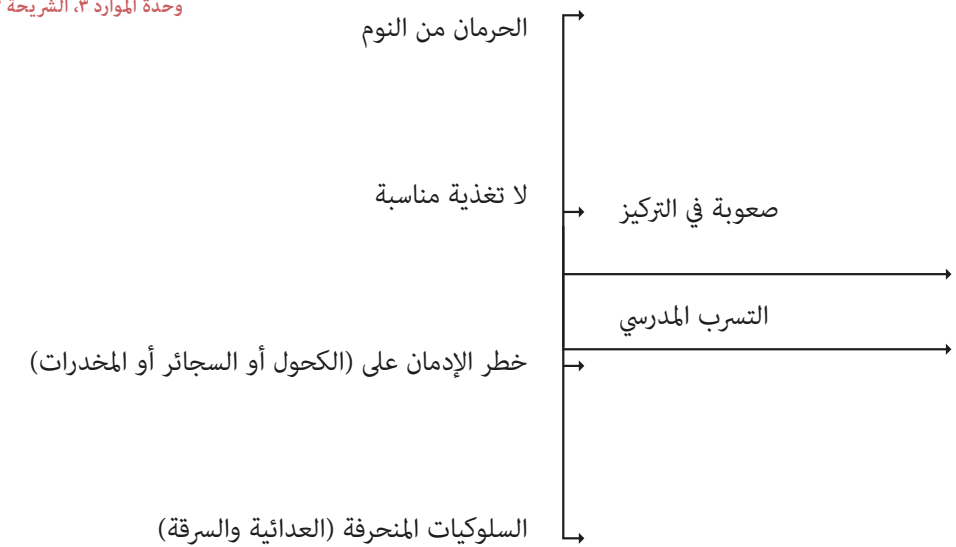 وحدة الموارد ٣، الشريحة
الحرمان من النوم
لا تغذية مناسبة
صعوبة في التركيز
التسرب المدرسي
خطر الإدمان على (الكحول أو السجائر أو المخدرات)
السلوكيات المنحرفة (العدائية والسرقة)